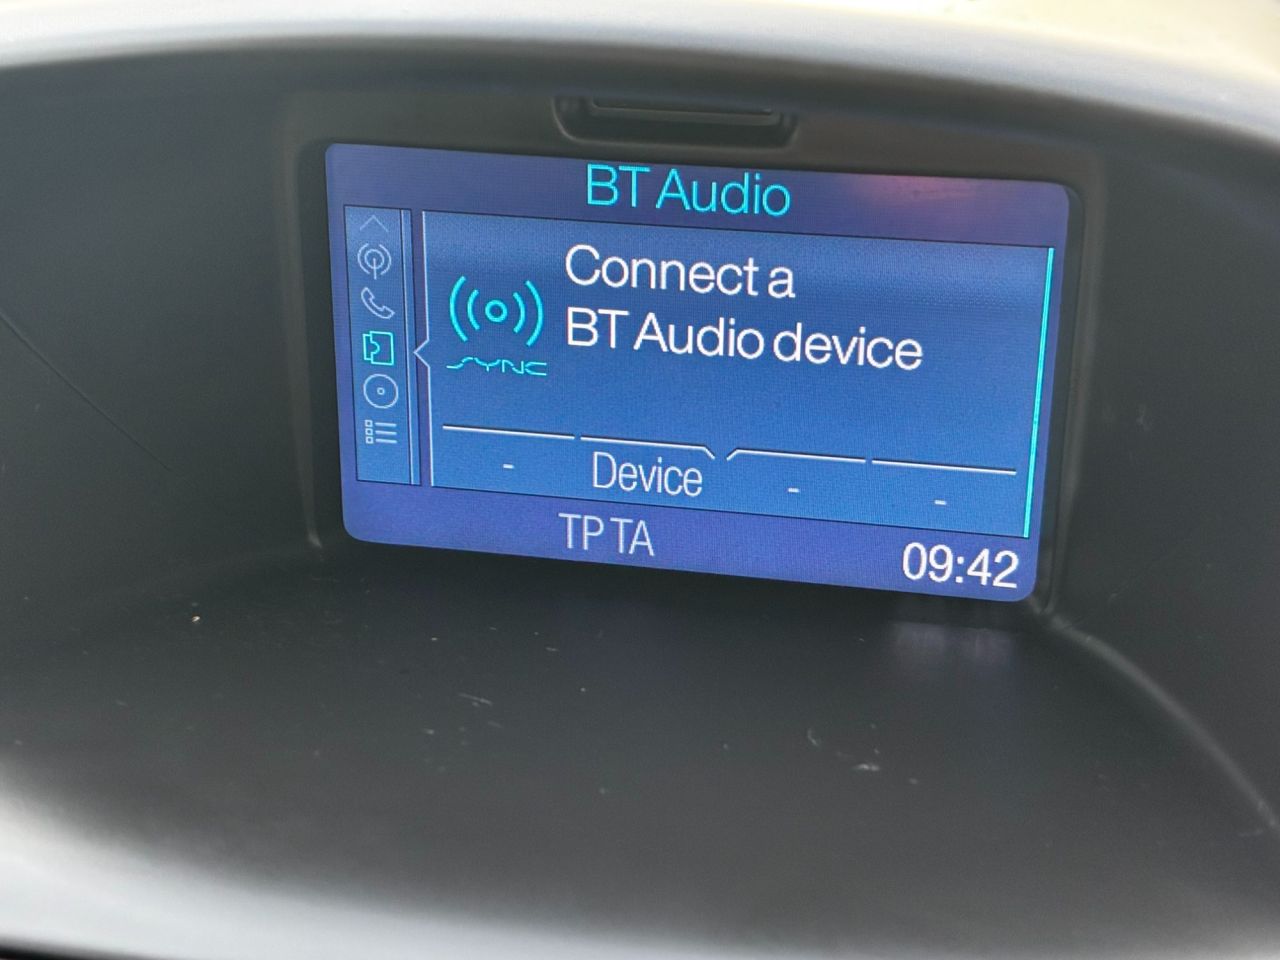 BT Audio
Connect a
BT Audio device
SYNC
- Device - -
TP TA
09:42